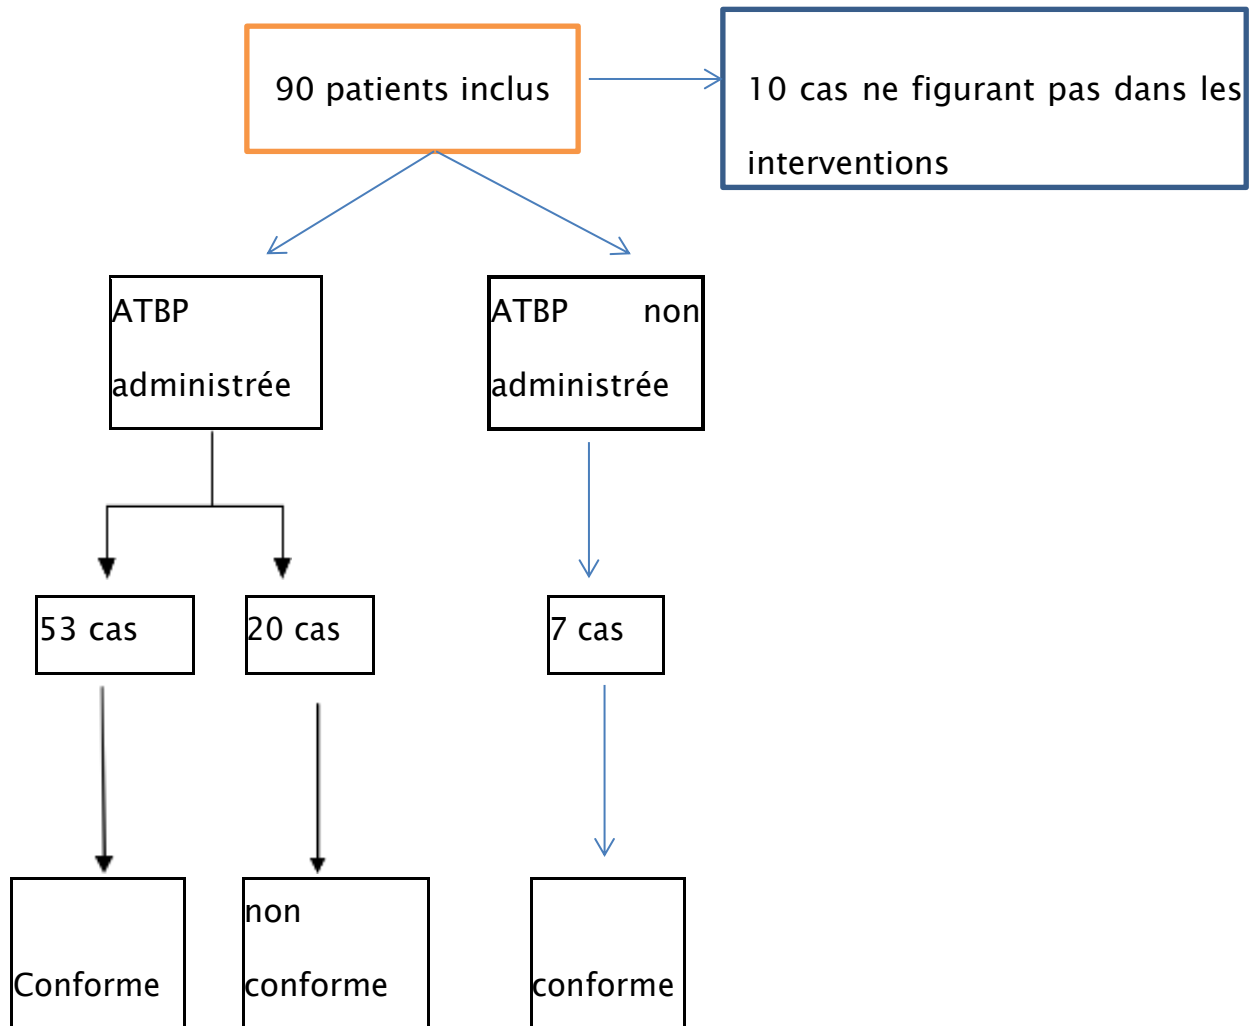 90 patients inclus
10 cas ne figurant pas dans les
interventions
ATBP
administrée
ATBP non
administrée
53 cas
20 cas
7 cas
Conforme
non
conforme
conforme